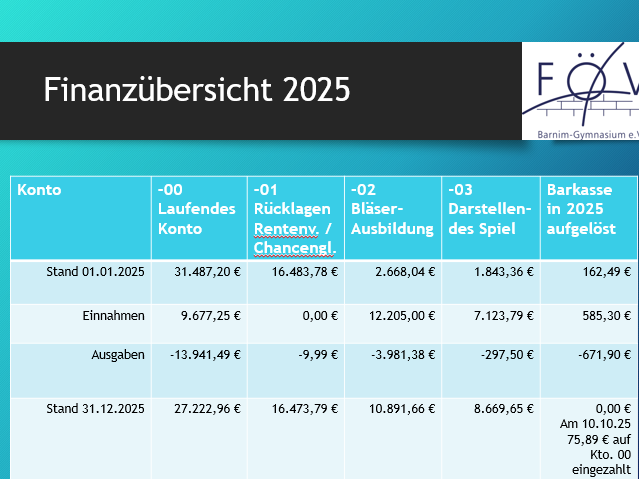 Finanzübersicht 2025
FÖV
Barnim-Gymnasium e.V
Konto -00 Laufendes Konto -01 Rücklagen Rentenv. / Chancengl. -02 Bläser-Ausbildung -03 Darstellen-des Spiel Barkasse in 2025 aufgelöst
Stand 01.01.2025 31.487,20 € 16.483,78 € 2.668,04 € 1.843,36 € 162,49 €
Einnahmen 9.677,25 € 0,00 € 12.205,00 € 7.123,79 € 585,30 €
Ausgaben -13.941,49 € -9,99 € -3.981,38 € -297,50 € -671,90 €
Stand 31.12.2025 27.222,96 € 16.473,79 € 10.891,66 € 8.669,65 € 0,00 €
Am 10.10.25
75,89 € auf
Kto. 00
eingezahlt